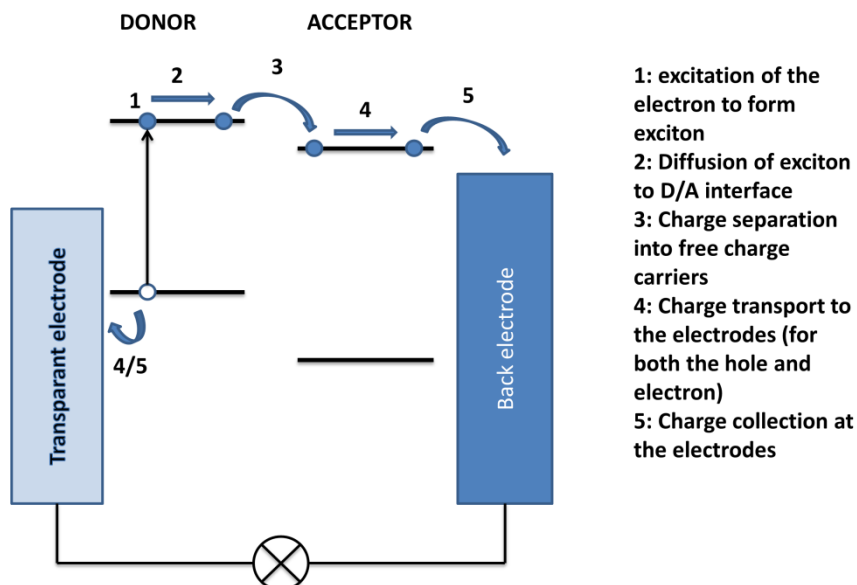 DONOR
ACCEPTOR
2
3
1
4
5
4/5
Transparant electrode
Back electrode
1: excitation of the
electron to form
exciton
2: Diffusion of exciton
to D/A interface
3: Charge separation
into free charge
carriers
4: Charge transport to
the electrodes (for
both the hole and
electron)
5: Charge collection at
the electrodes